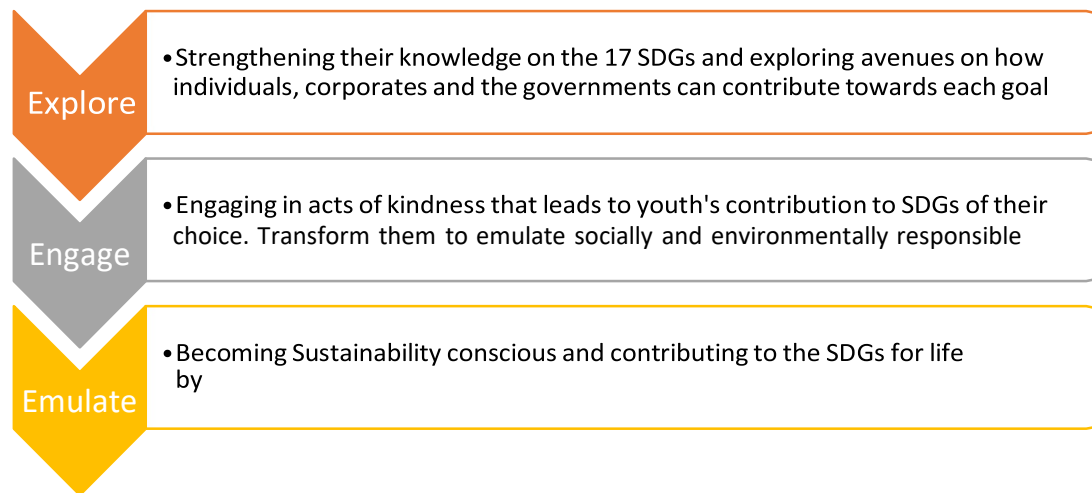 Explore
•Strengthening their knowledge on the 17 SDGs and exploring avenues on how
individuals, corporates and the governments can contribute towards each goal
Engage
•Engaging in acts of kindness that leads to youth's contribution to SDGs of their
choice. Transform them to emulate socially and environmentally responsible
Emulate
•Becoming Sustainability conscious and contributing to the SDGs for life
by